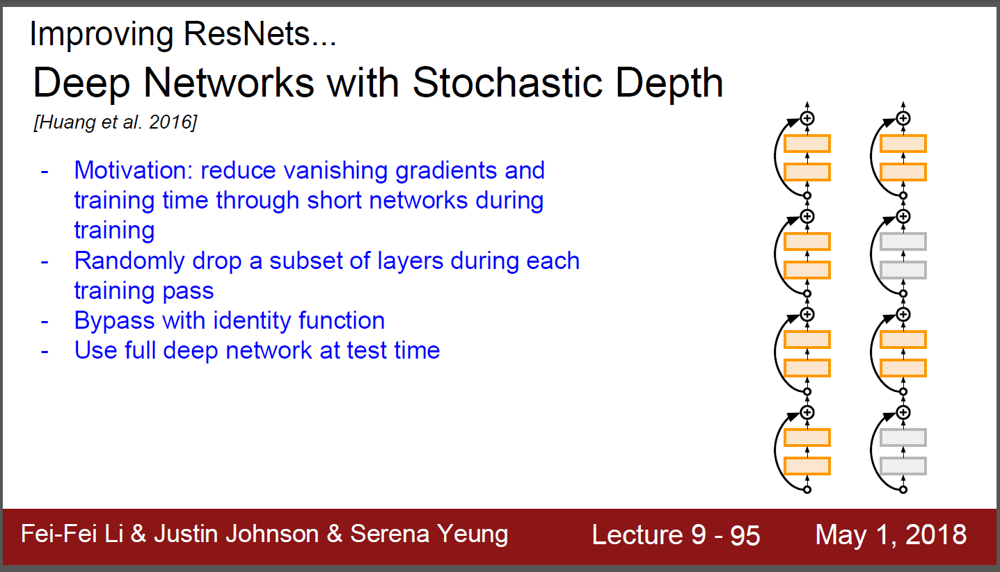 Improving ResNets...
Deep Networks with Stochastic Depth
[Huang et al. 2016]
- Motivation: reduce vanishing gradients and
training time through short networks during
training
- Randomly drop a subset of layers during each
training pass
- Bypass with identity function
- Use full deep network at test time
Fei-Fei Li & Justin Johnson & Serena Yeung
Lecture 9 - 95
May 1, 2018